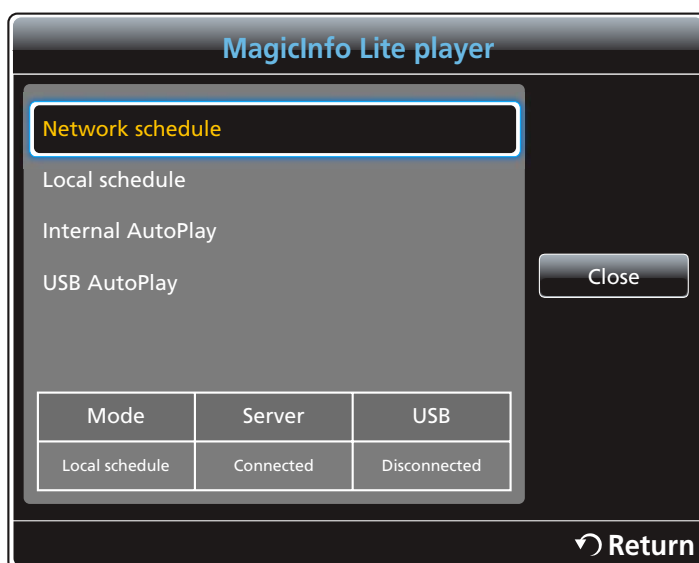 MagicInfo Lite player
Network schedule
Local schedule
Internal AutoPlay
USB AutoPlay
Close
Mode Server USB
Local schedule Connected Disconnected
Return